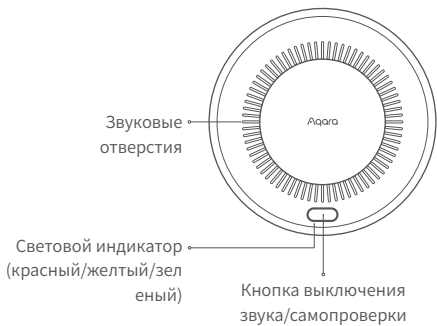 Aqara
Звуковые
отверстия
Световой индикатор
(красный/желтый/зел
еный)
Кнопка выключения
звука/самопроверки